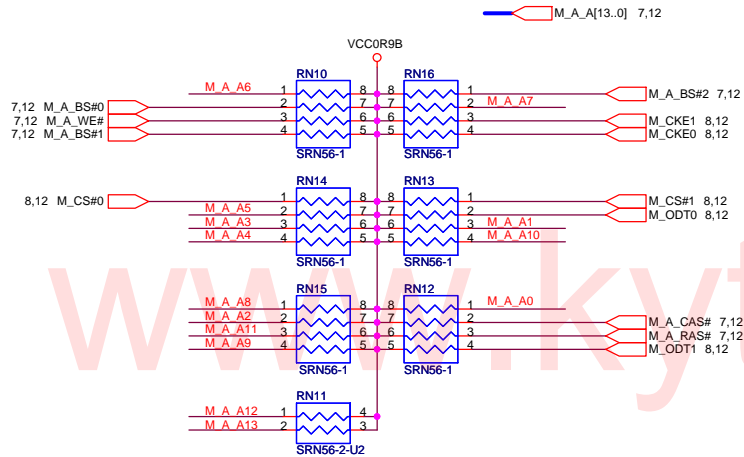 M_A_A[13..0] 7,12
VCC0R9B
RN10 RN16
M_A_A6 1 8 8 1 M_A_BS#2 7,12
7,12 M_A_BS#0 2 7 7 2 M_A_A7
7,12 M_A_WE# 3 6 6 3 M_CKE1 8,12
7,12 M_A_BS#1 4 5 5 4 M_CKE0 8,12
SRN56-1 SRN56-1
RN14 RN13
8,12 M_CS#0 1 8 8 1 M_CS#1 8,12
M_A_A5 2 7 7 2 M_ODT0 8,12
M_A_A3 3 6 6 3 M_A_A1
M_A_A4 4 5 5 4 M_A_A10
SRN56-1 SRN56-1
www.kyt
RN15 RN12
M_A_A8 1 8 8 1 M_A_A0
M_A_A2 2 7 7 2 M_A_CAS# 7,12
M_A_A11 3 6 6 3 M_A_RAS# 7,12
M_A_A9 4 5 5 4 M_ODT1 8,12
SRN56-1 SRN56-1
RN11
M_A_A12 1 4
M_A_A13 2 3
SRN56-2-U2